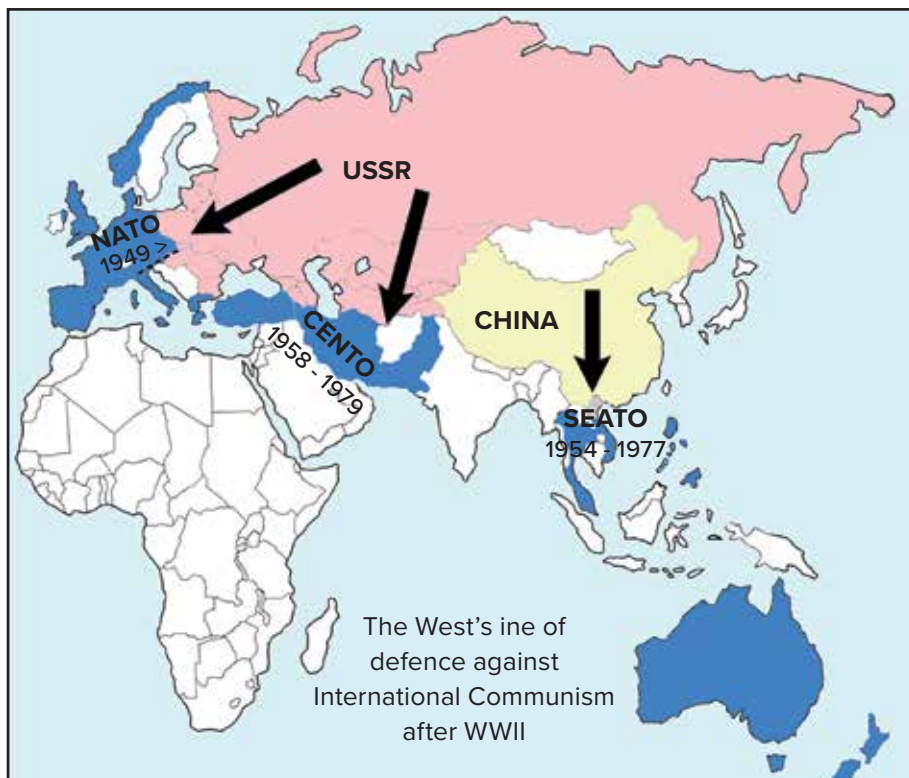 USSR
NATO
1949 >
CENTO
1958 - 1979
CHINA
SEATO
1954 - 1977
The West's ine of
defence against
International Communism
after WWII